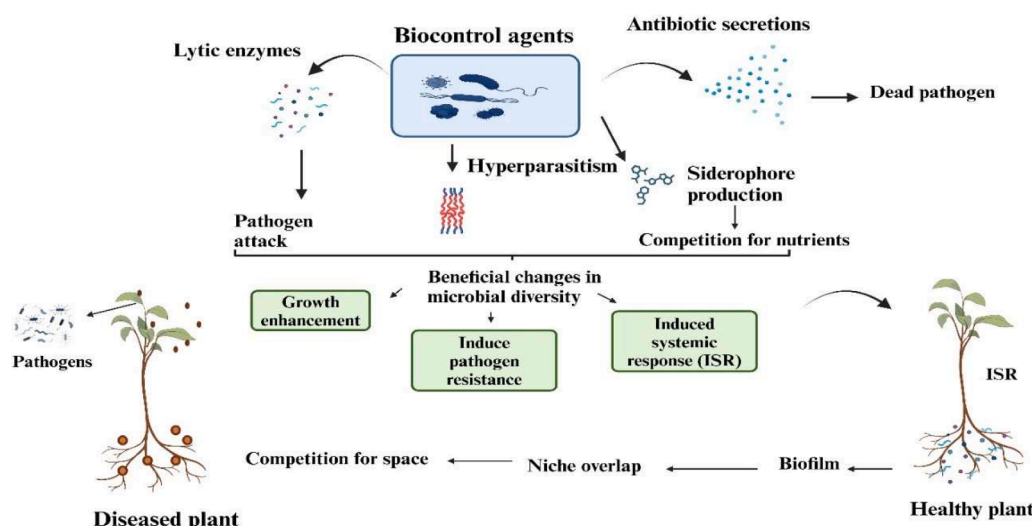 Biocontrol agents
Antibiotic secretions
Lytic enzymes
Dead pathogen
Hyperparasitism
Siderophore
production
Pathogen
attack
Competition for nutrients
Beneficial changes in
microbial diversity
Growth
enhancement
Induce
pathogen
resistance
Induced
systemic
response (ISR)
Pathogens
ISR
Competition for space
Niche overlap
Biofilm
Diseased plant
Healthy plant